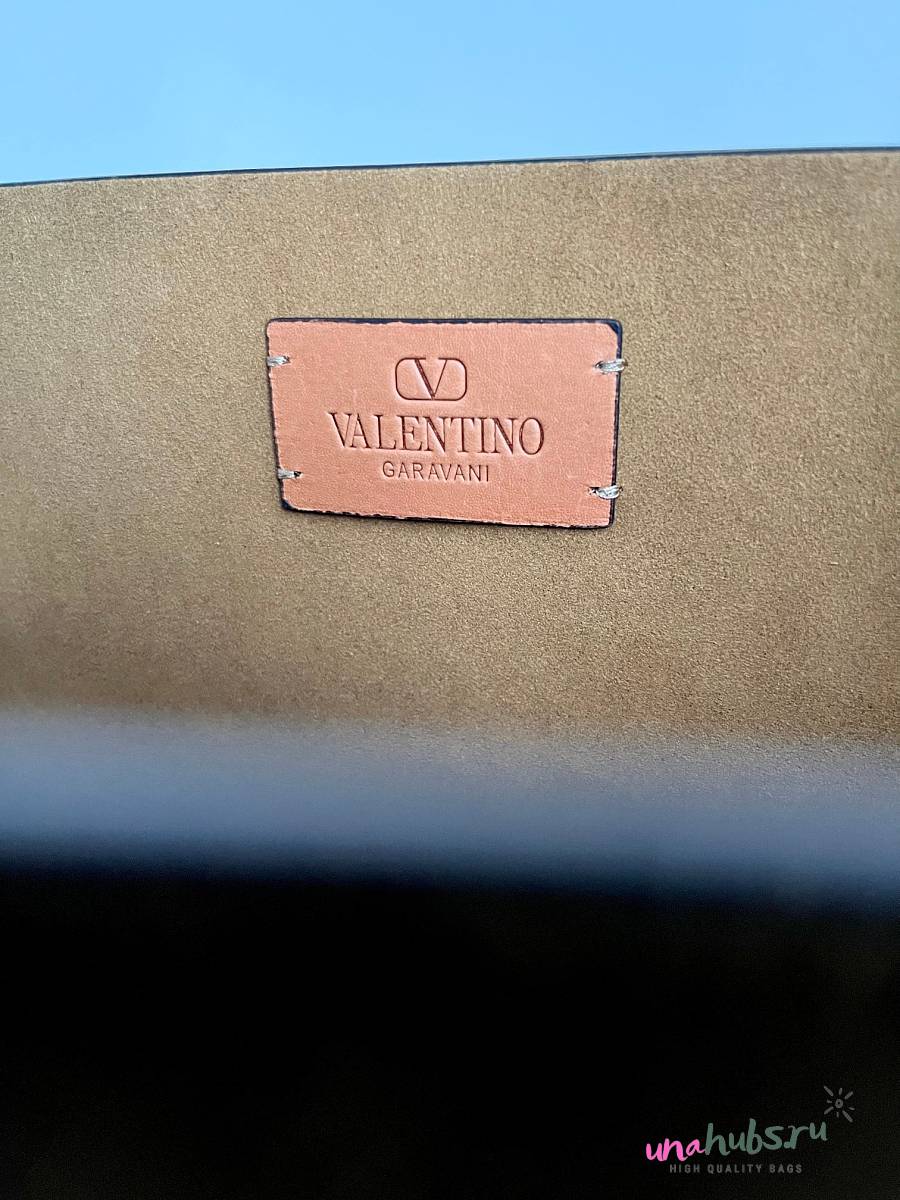 V
VALENTINO
GARAVANI
unahubs.ru
HIGH QUALITY BAGS